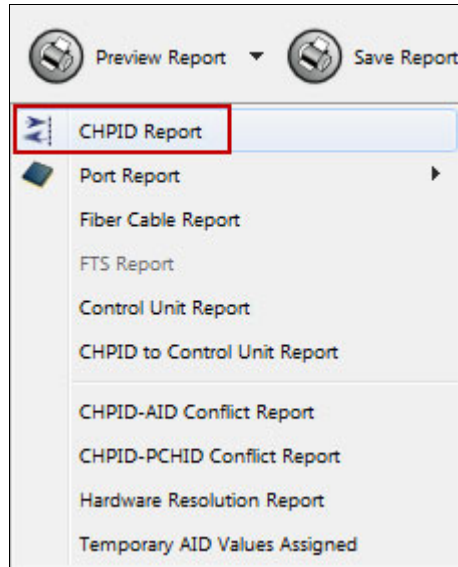 Preview Report Save Report
CHPID Report
Port Report
Fiber Cable Report
FTS Report
Control Unit Report
CHPID to Control Unit Report
CHPID-AID Conflict Report
CHPID-PCHID Conflict Report
Hardware Resolution Report
Temporary AID Values Assigned